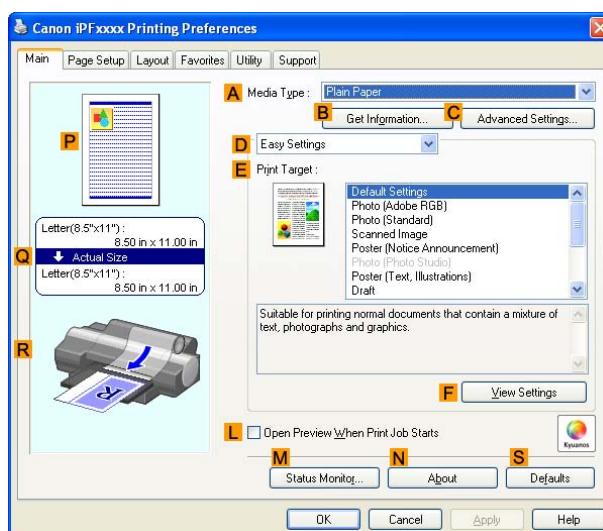 Canon iPFxxxx Printing Preferences
Main Page Setup Layout Favorites Utility Support
A Media Type : Plain Paper
B Get Information... C Advanced Settings...
D Easy Settings
E Print Target :
Default Settings
Photo (Adobe RGB)
Photo (Standard)
Scanned Image
Poster (Notice Announcement)
Photo (Photo Studio)
Poster (Text, Illustrations)
Draft
Suitable for printing normal documents that contain a mixture of
text, photographs and graphics.
F View Settings
P
Letter(8.5"x11") :
8.50 in x 11.00 in
Q Actual Size
Letter(8.5"x11") :
8.50 in x 11.00 in
R
R
L Open Preview When Print Job Starts
Kyuanos
M Status Monitor... N About S Defaults
OK Cancel Apply Help